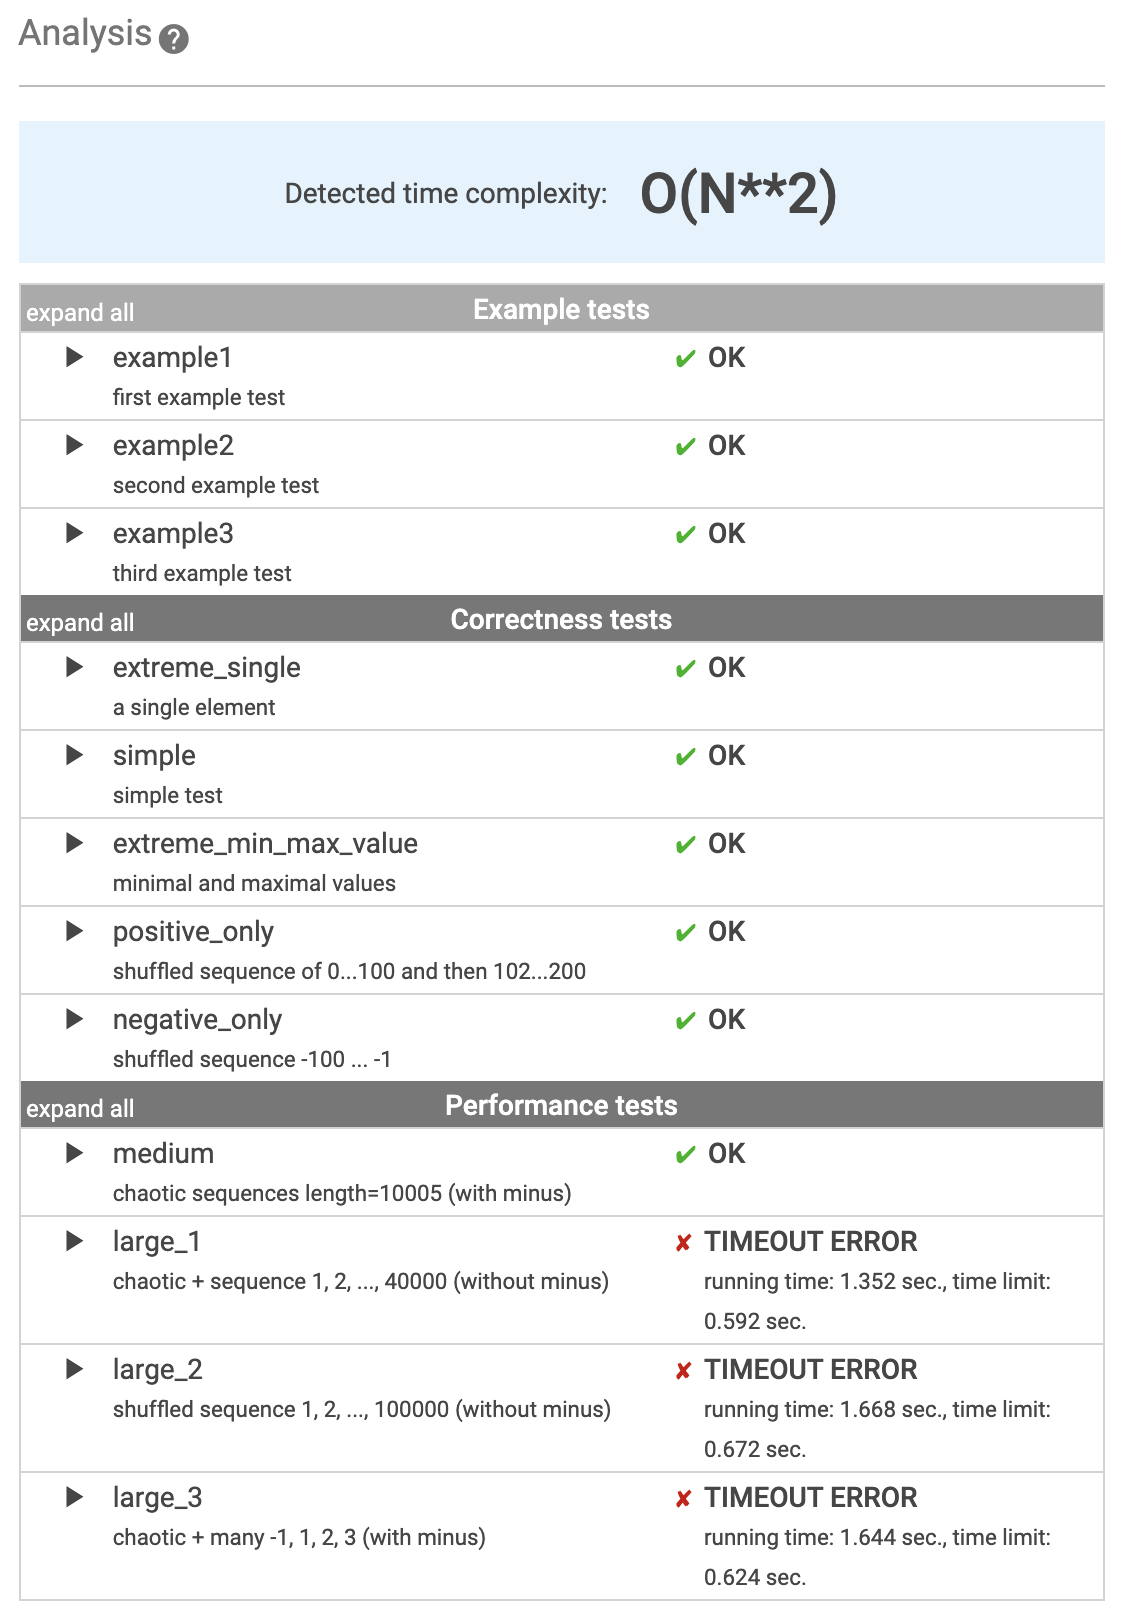 Analysis ?
Detected time complexity: O(N**2)
expand all Example tests
example1 ✔ OK
first example test
example2 ✔ OK
second example test
example3 ✔ OK
third example test
expand all Correctness tests
extreme_single ✔ OK
a single element
simple ✔ OK
simple test
extreme_min_max_value ✔ OK
minimal and maximal values
positive_only ✔ OK
shuffled sequence of 0...100 and then 102...200
negative_only ✔ OK
shuffled sequence -100 ... -1
expand all Performance tests
medium ✔ OK
chaotic sequences length=10005 (with minus)
large_1 ✘ TIMEOUT ERROR
chaotic + sequence 1, 2, ..., 40000 (without minus) running time: 1.352 sec., time limit:
0.592 sec.
large_2 ✘ TIMEOUT ERROR
shuffled sequence 1, 2, ..., 100000 (without minus) running time: 1.668 sec., time limit:
0.672 sec.
large_3 ✘ TIMEOUT ERROR
chaotic + many -1, 1, 2, 3 (with minus) running time: 1.644 sec., time limit:
0.624 sec.